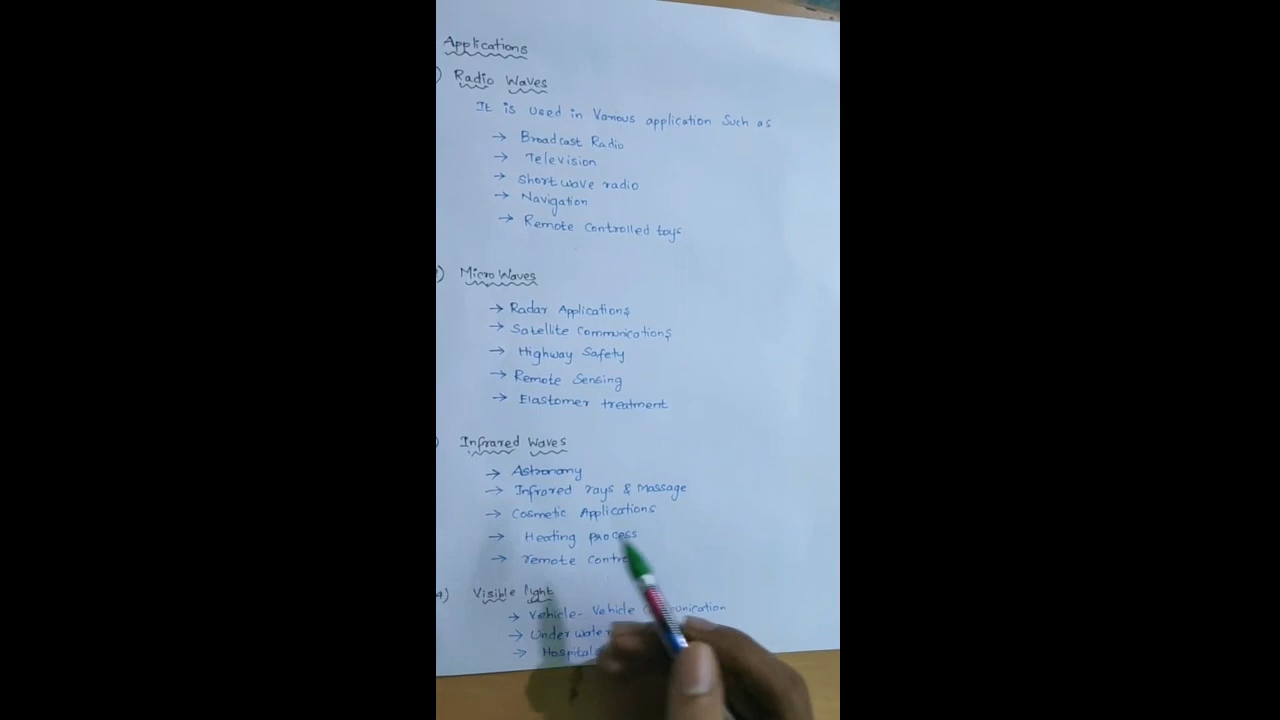 Applications
) Radio Waves
It is used in Various application Such as
→ Broadcast Radio
→ Television
→ Short wave radio
→ Navigation
→ Remote Controlled toys
) Micro Waves
→ Radar Applications
→ Satellite Communications
→ Highway Safety
→ Remote Sensing
→ Elastomer treatment
) Infrared Waves
→ Astronomy
→ Infrared rays & Massage
→ Cosmetic Applications
→ Heating process
→ remote
4) Visible light
→ Vehicle - Vehicle
→ Under water
→ Hospital